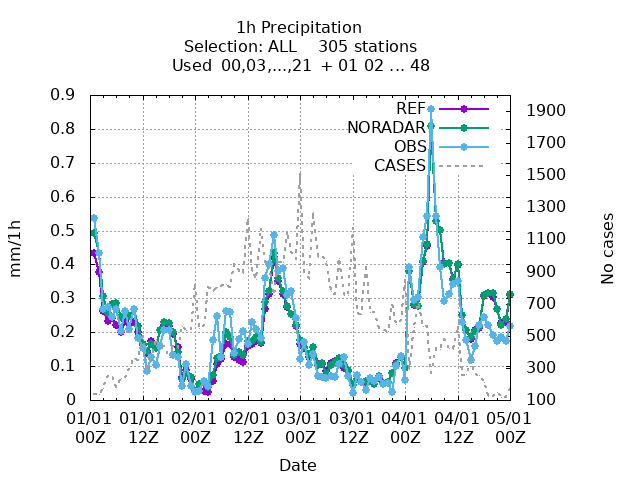 1h Precipitation
Selection: ALL 305 stations
Used 00,03,...,21 + 01 02 ... 48
mm/1h
0.9
0.8
0.7
0.6
0.5
0.4
0.3
0.2
0.1
0
REF
NORADAR
OBS
CASES
1900
1700
1500
1300
1100
900
700
500
300
100
No cases
01/01 01/01 02/01 02/01 03/01 03/01 04/01 04/01 05/01
00Z 12Z 00Z 12Z 00Z 12Z 00Z 12Z 00Z
Date